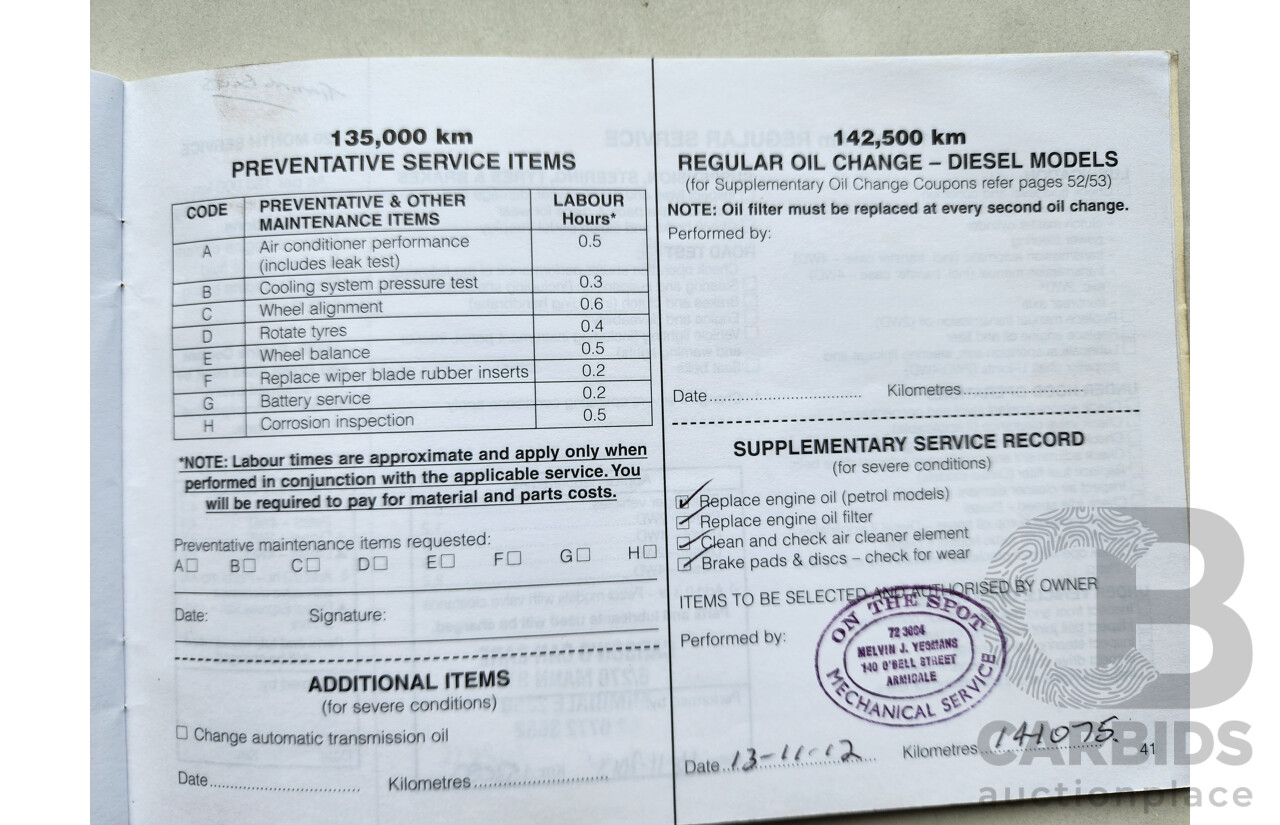 135,000 km
PREVENTATIVE SERVICE ITEMS
CODE PREVENTATIVE & OTHER MAINTENANCE ITEMS LABOUR Hours*
A Air conditioner performance (includes leak test) 0.5
B Cooling system pressure test 0.3
C Wheel alignment 0.6
D Rotate tyres 0.4
E Wheel balance 0.5
F Replace wiper blade rubber inserts 0.2
G Battery service 0.2
H Corrosion inspection 0.5
*NOTE: Labour times are approximate and apply only when
performed in conjunction with the applicable service. You
will be required to pay for material and parts costs.
Preventative maintenance items requested:
A☐ B☐ C☐ D☐ E☐ F☐ G☐ H☐
Date: Signature:
ADDITIONAL ITEMS
(for severe conditions)
☐ Change automatic transmission oil
Date.............................. Kilometres...........................
142,500 km
REGULAR OIL CHANGE – DIESEL MODELS
(for Supplementary Oil Change Coupons refer pages 52/53)
NOTE: Oil filter must be replaced at every second oil change.
Performed by:
Date.............................. Kilometres........................
SUPPLEMENTARY SERVICE RECORD
(for severe conditions)
Replace engine oil (petrol models)
Replace engine oil filter
Clean and check air cleaner element
Brake pads & discs – check for wear
ITEMS TO BE SELECTED AND AUTHORISED BY OWNER
Performed by:
ON THE SPOT
72 3894
MELVIN J. YEOMANS
140 O'BELL STREET
ARMIDALE
MECHANICAL SERVICE
Date 13-11-12 Kilometres 141075.
41
CARBIDS
auctionplace